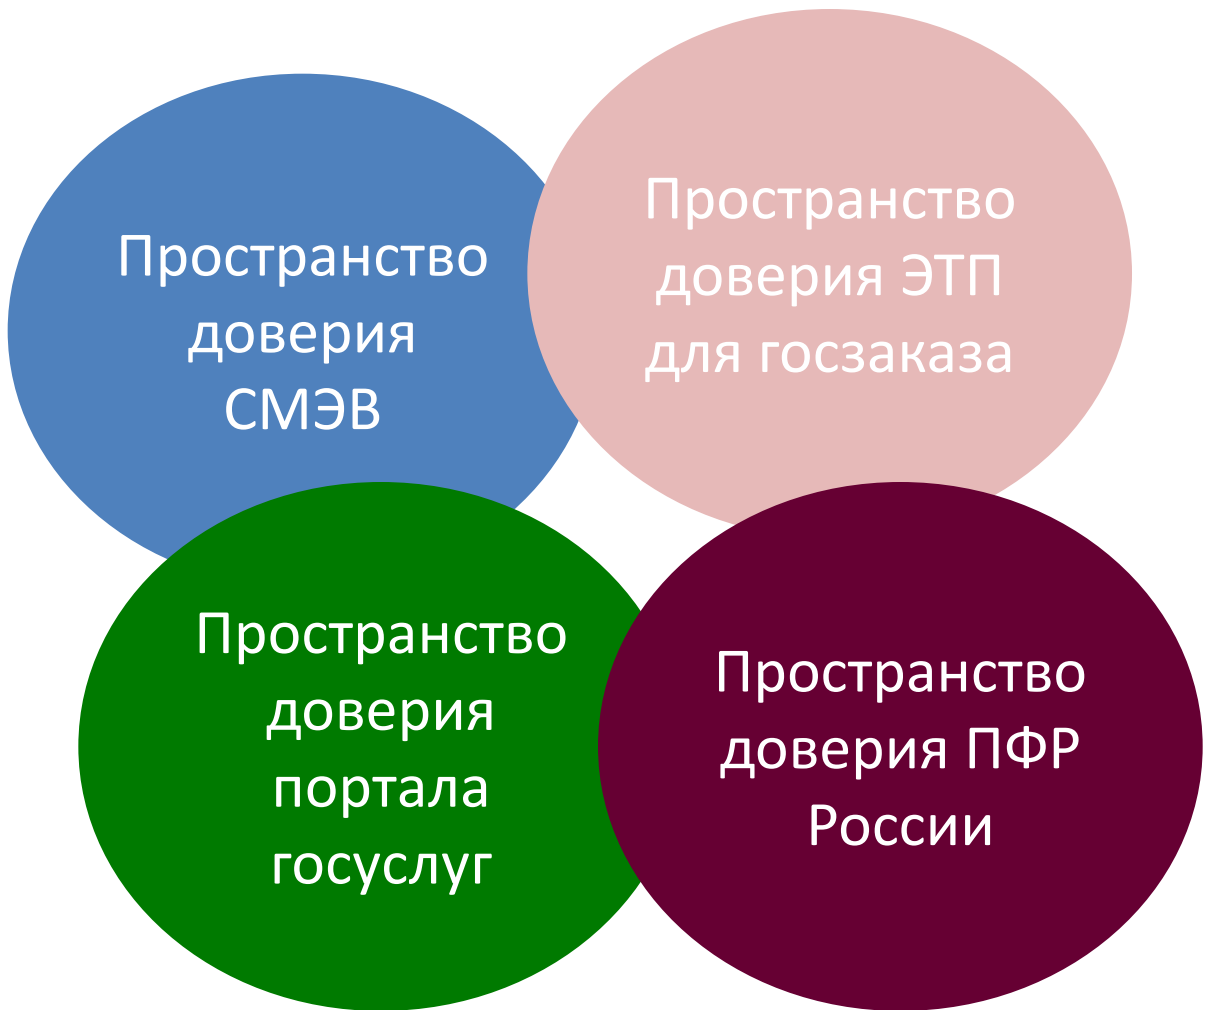 Пространство
доверия
СМЭВ
Пространство
доверия ЭТП
для госзаказа
Пространство
доверия
портала
госуслуг
Пространство
доверия ПФР
России